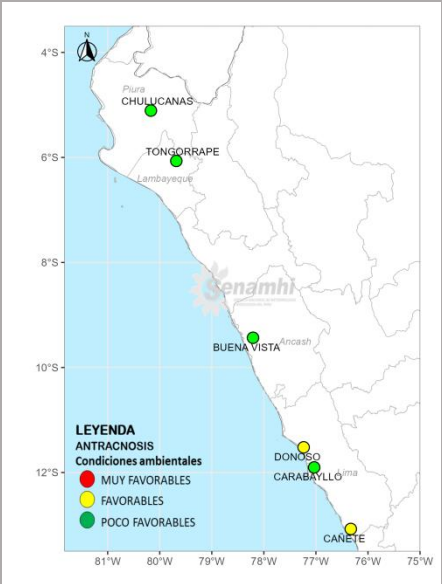 N
4°S
Piura
CHULUCANAS
TONGORRAPE
6°S
Lambayeque
8°S
Senamhi
Ancash
BUENA VISTA
10°S
LEYENDA
ANTRACNOSIS
Condiciones ambientales
MUY FAVORABLES
FAVORABLES
POCO FAVORABLES
DONOSO
Lima
12°S
CARABAYLLO
CAÑETE
81°W 80°W 79°W 78°W 77°W 76°W 75°W